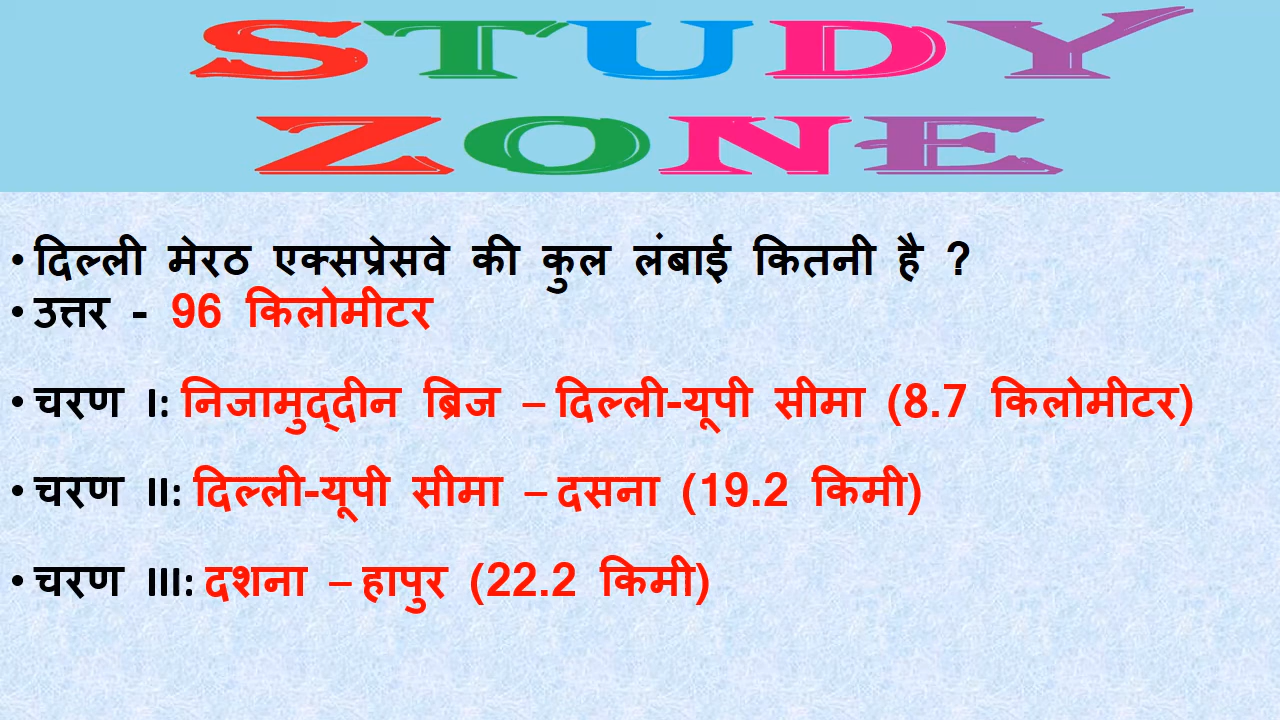 STUDY
ZONE
• दिल्ली मेरठ एक्सप्रेसवे की कुल लंबाई कितनी है ?
• उत्तर - 96 किलोमीटर
• चरण I: निजामुद्दीन ब्रिज – दिल्ली-यूपी सीमा (8.7 किलोमीटर)
• चरण II: दिल्ली-यूपी सीमा – दसना (19.2 किमी)
• चरण III: दशना – हापुर (22.2 किमी)